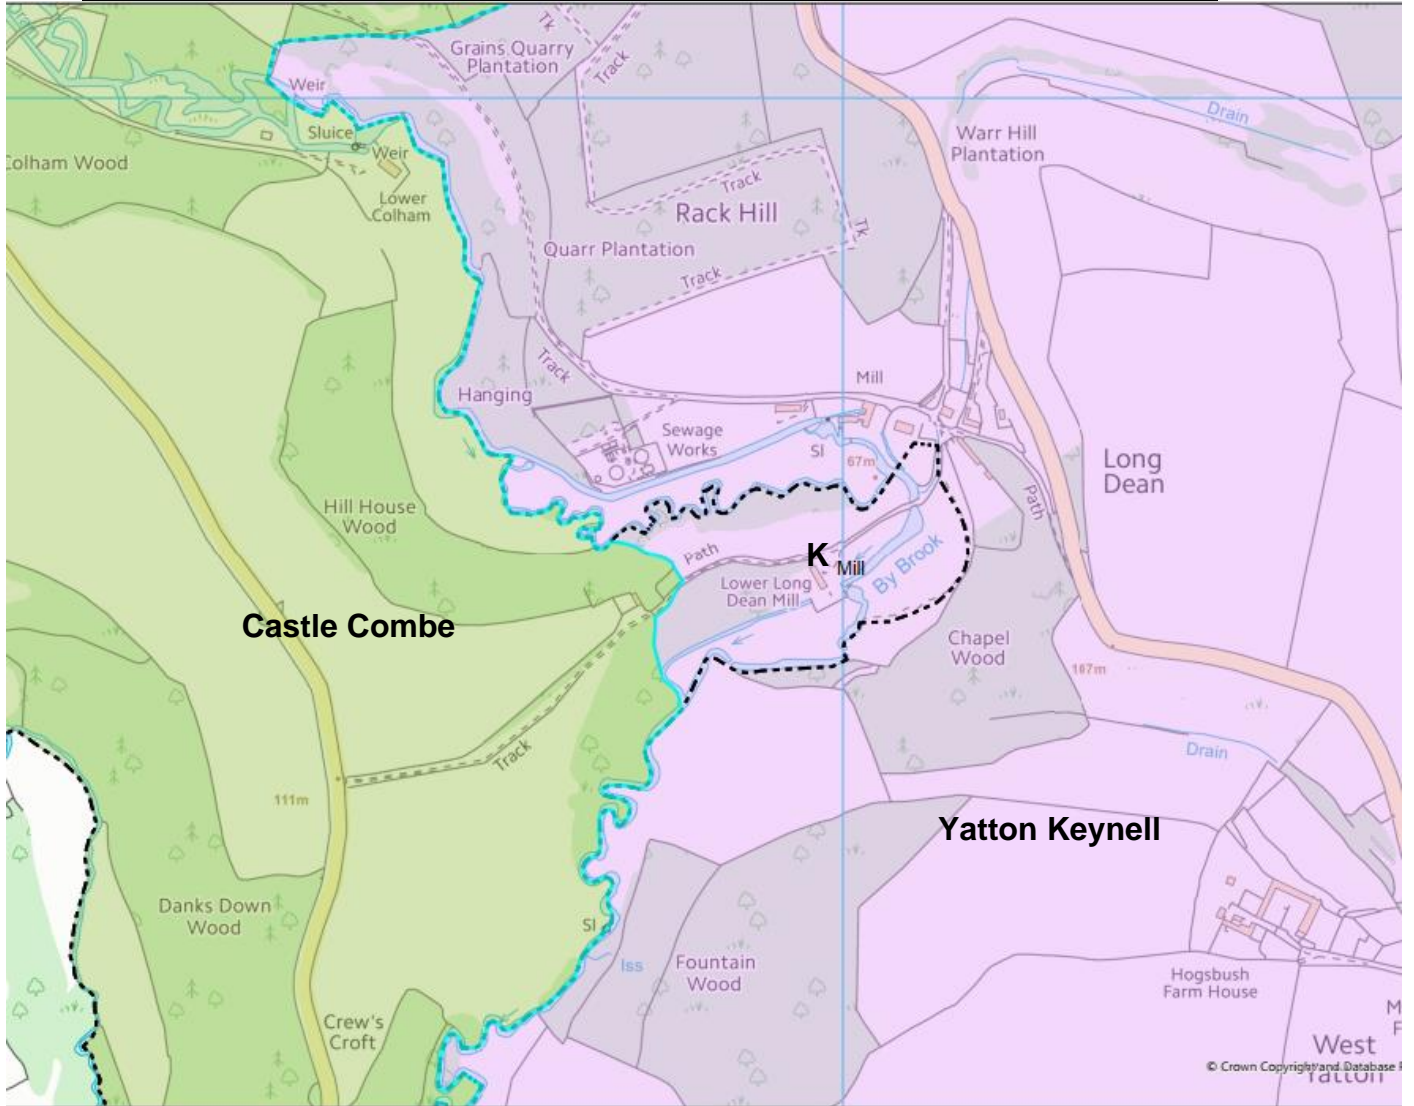 Drain
Tk
Grains Quarry
Plantation
Track
Weir
Drain
Sluice
Weir
Warr Hill
Plantation
Colham Wood
Track
Lower
Colham
Rack Hill
Tk
Quarr Plantation
Track
Track
Mill
Hanging
Sewage
Works
Sl
67m
Long
Dean
Path
Hill House
Wood
Path
K
Mill
By Brook
Lower Long
Dean Mill
Castle Combe
Chapel
Wood
107m
Track
Drain
111m
Yatton Keynell
Danks Down
Wood
Sl
Iss
Fountain
Wood
Hogsbush
Farm House
Crew's
Croft
M
F
West
Yatton
© Crown Copyright and Database R